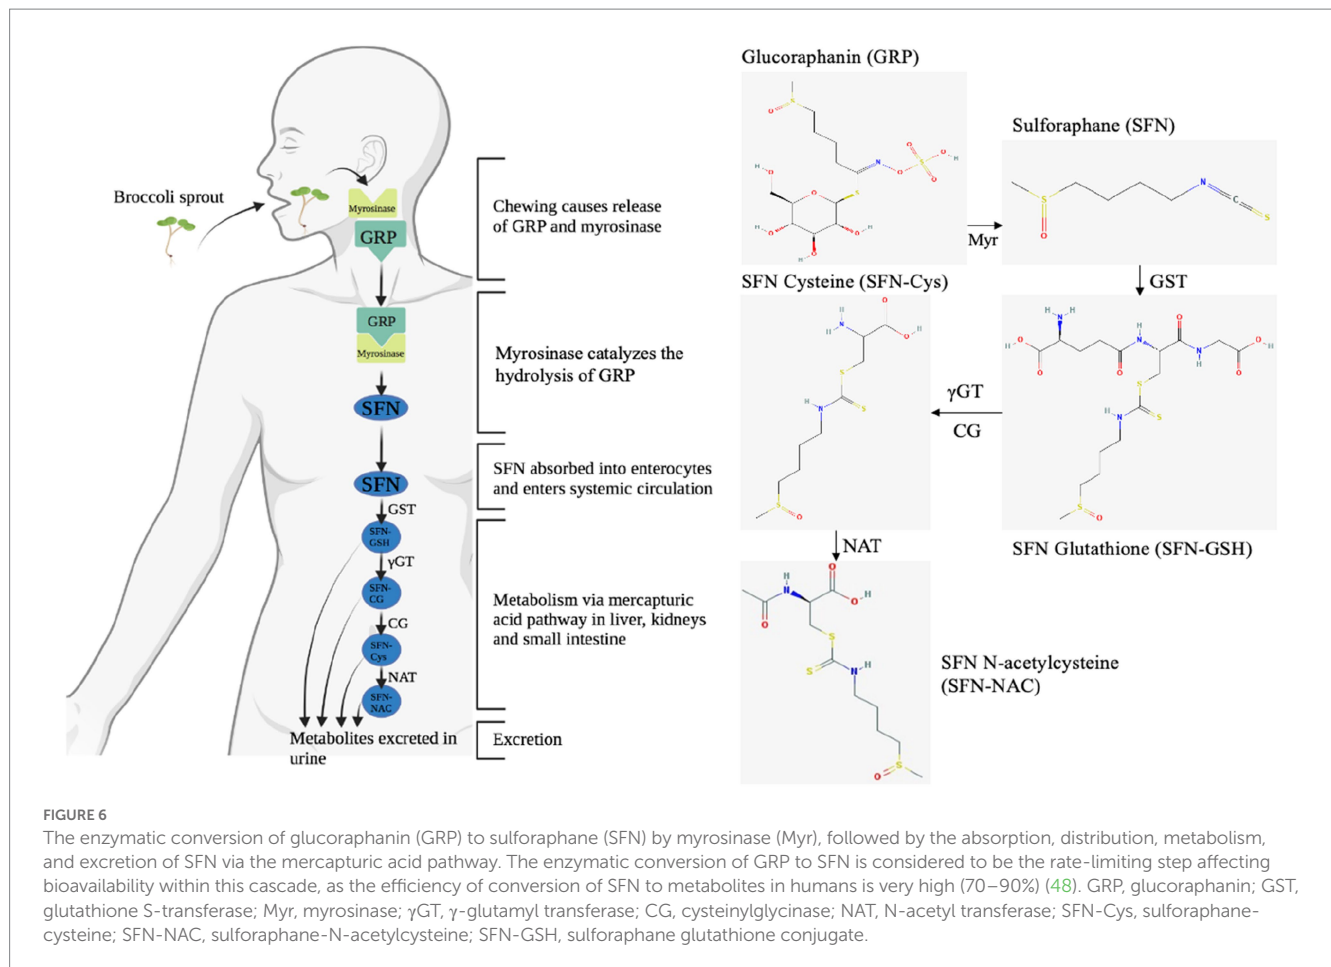 Broccoli sprout
Myrosinase
GRP
GRP
Myrosinase
SFN
SFN
GST
SFN-
GSH
γGT
SFN-
CG
CG
SFN-
Cys
NAT
SFN-
NAC
Metabolites excreted in
urine
Chewing causes release
of GRP and myrosinase
Myrosinase catalyzes the
hydrolysis of GRP
SFN absorbed into enterocytes
and enters systemic circulation
Metabolism via mercapturic
acid pathway in liver, kidneys
and small intestine
Excretion
Glucoraphanin (GRP)
Myr
Sulforaphane (SFN)
GST
SFN Glutathione (SFN-GSH)
γGT
CG
SFN Cysteine (SFN-Cys)
NAT
SFN N-acetylcysteine
(SFN-NAC)
FIGURE 6
The enzymatic conversion of glucoraphanin (GRP) to sulforaphane (SFN) by myrosinase (Myr), followed by the absorption, distribution, metabolism,
and excretion of SFN via the mercapturic acid pathway. The enzymatic conversion of GRP to SFN is considered to be the rate-limiting step affecting
bioavailability within this cascade, as the efficiency of conversion of SFN to metabolites in humans is very high (70–90%) (48). GRP, glucoraphanin; GST,
glutathione S-transferase; Myr, myrosinase; γGT, γ-glutamyl transferase; CG, cysteinylglycinase; NAT, N-acetyl transferase; SFN-Cys, sulforaphane-
cysteine; SFN-NAC, sulforaphane-N-acetylcysteine; SFN-GSH, sulforaphane glutathione conjugate.